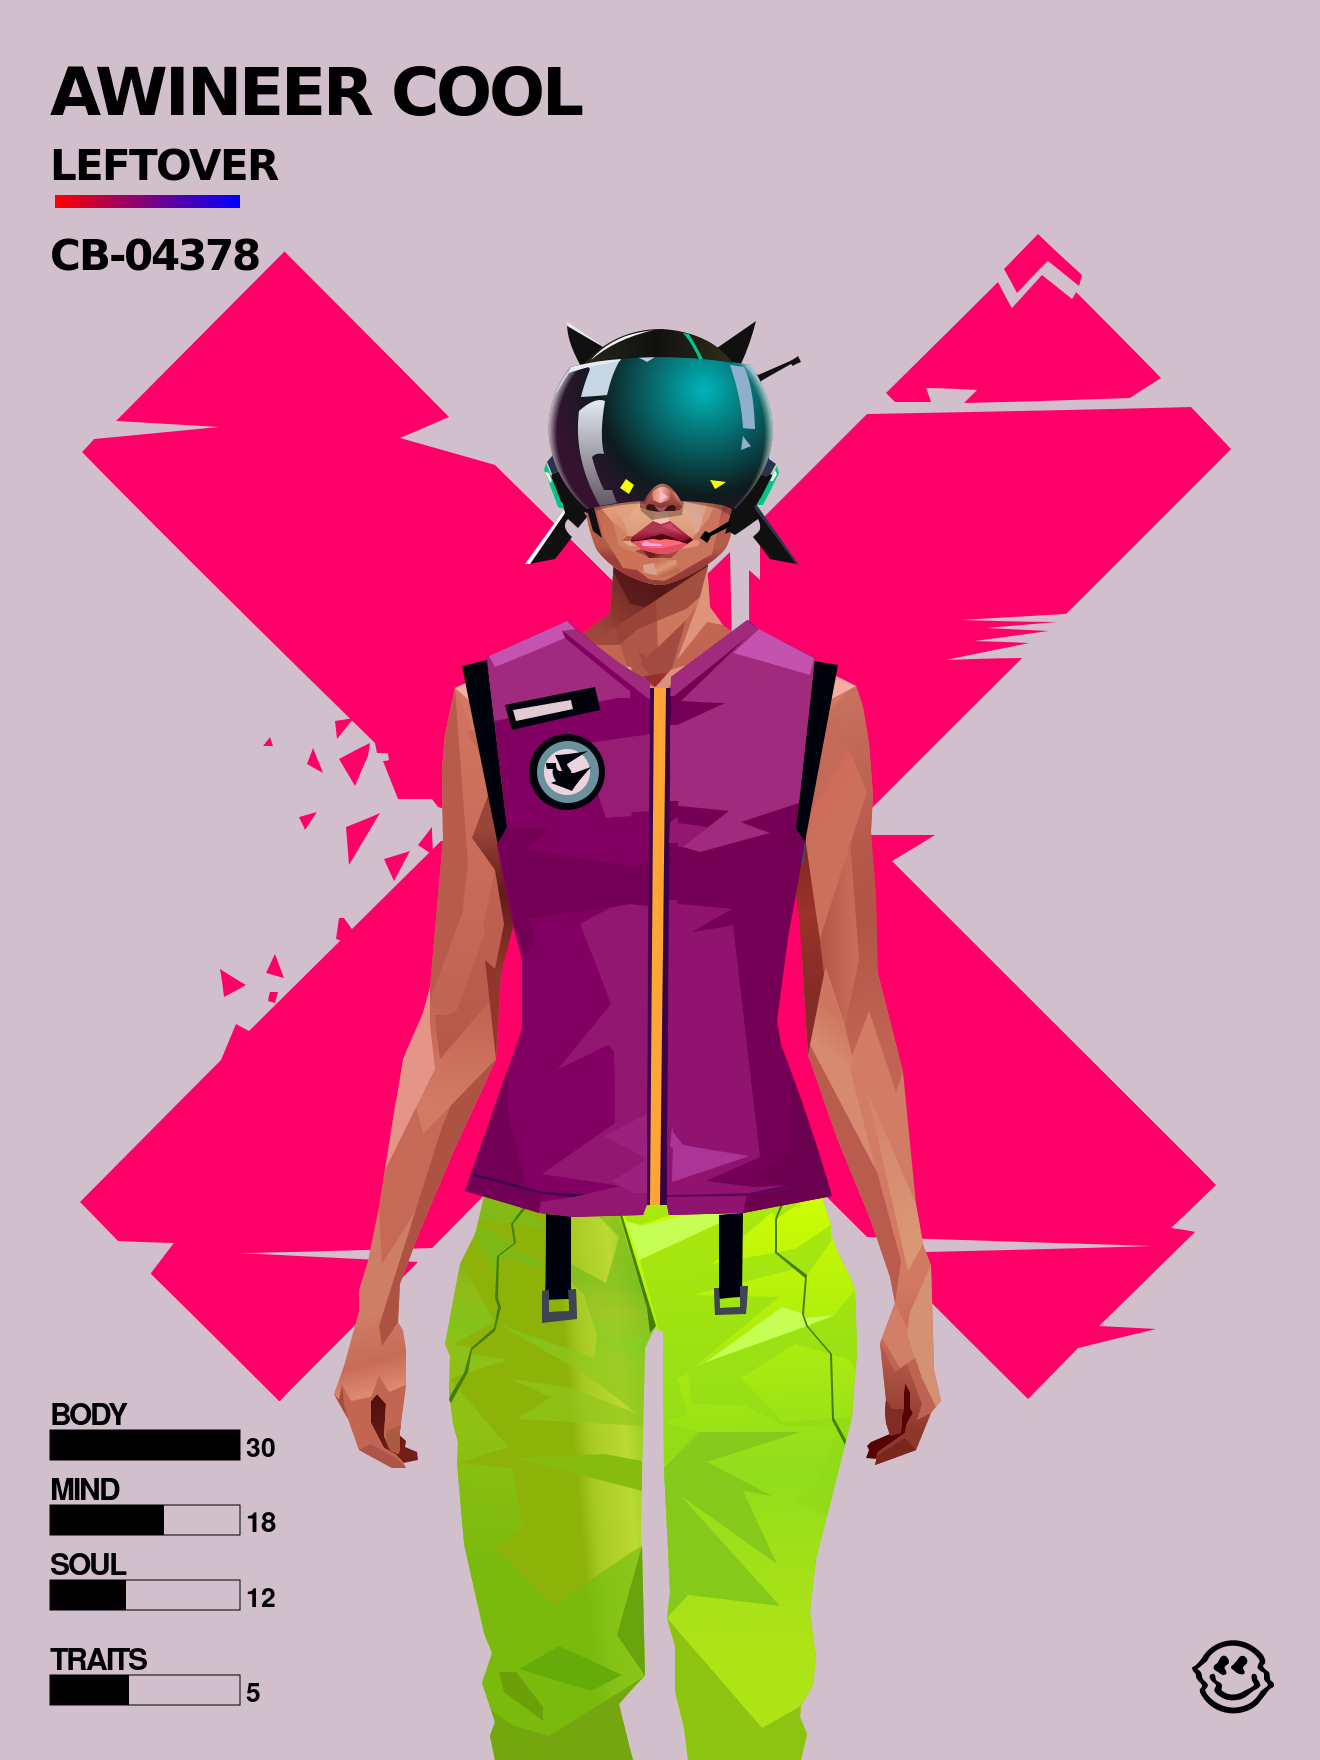 AWINEER COOL
LEFTOVER
CB-04378
BODY
30
MIND
18
SOUL
12
TRAITS
5